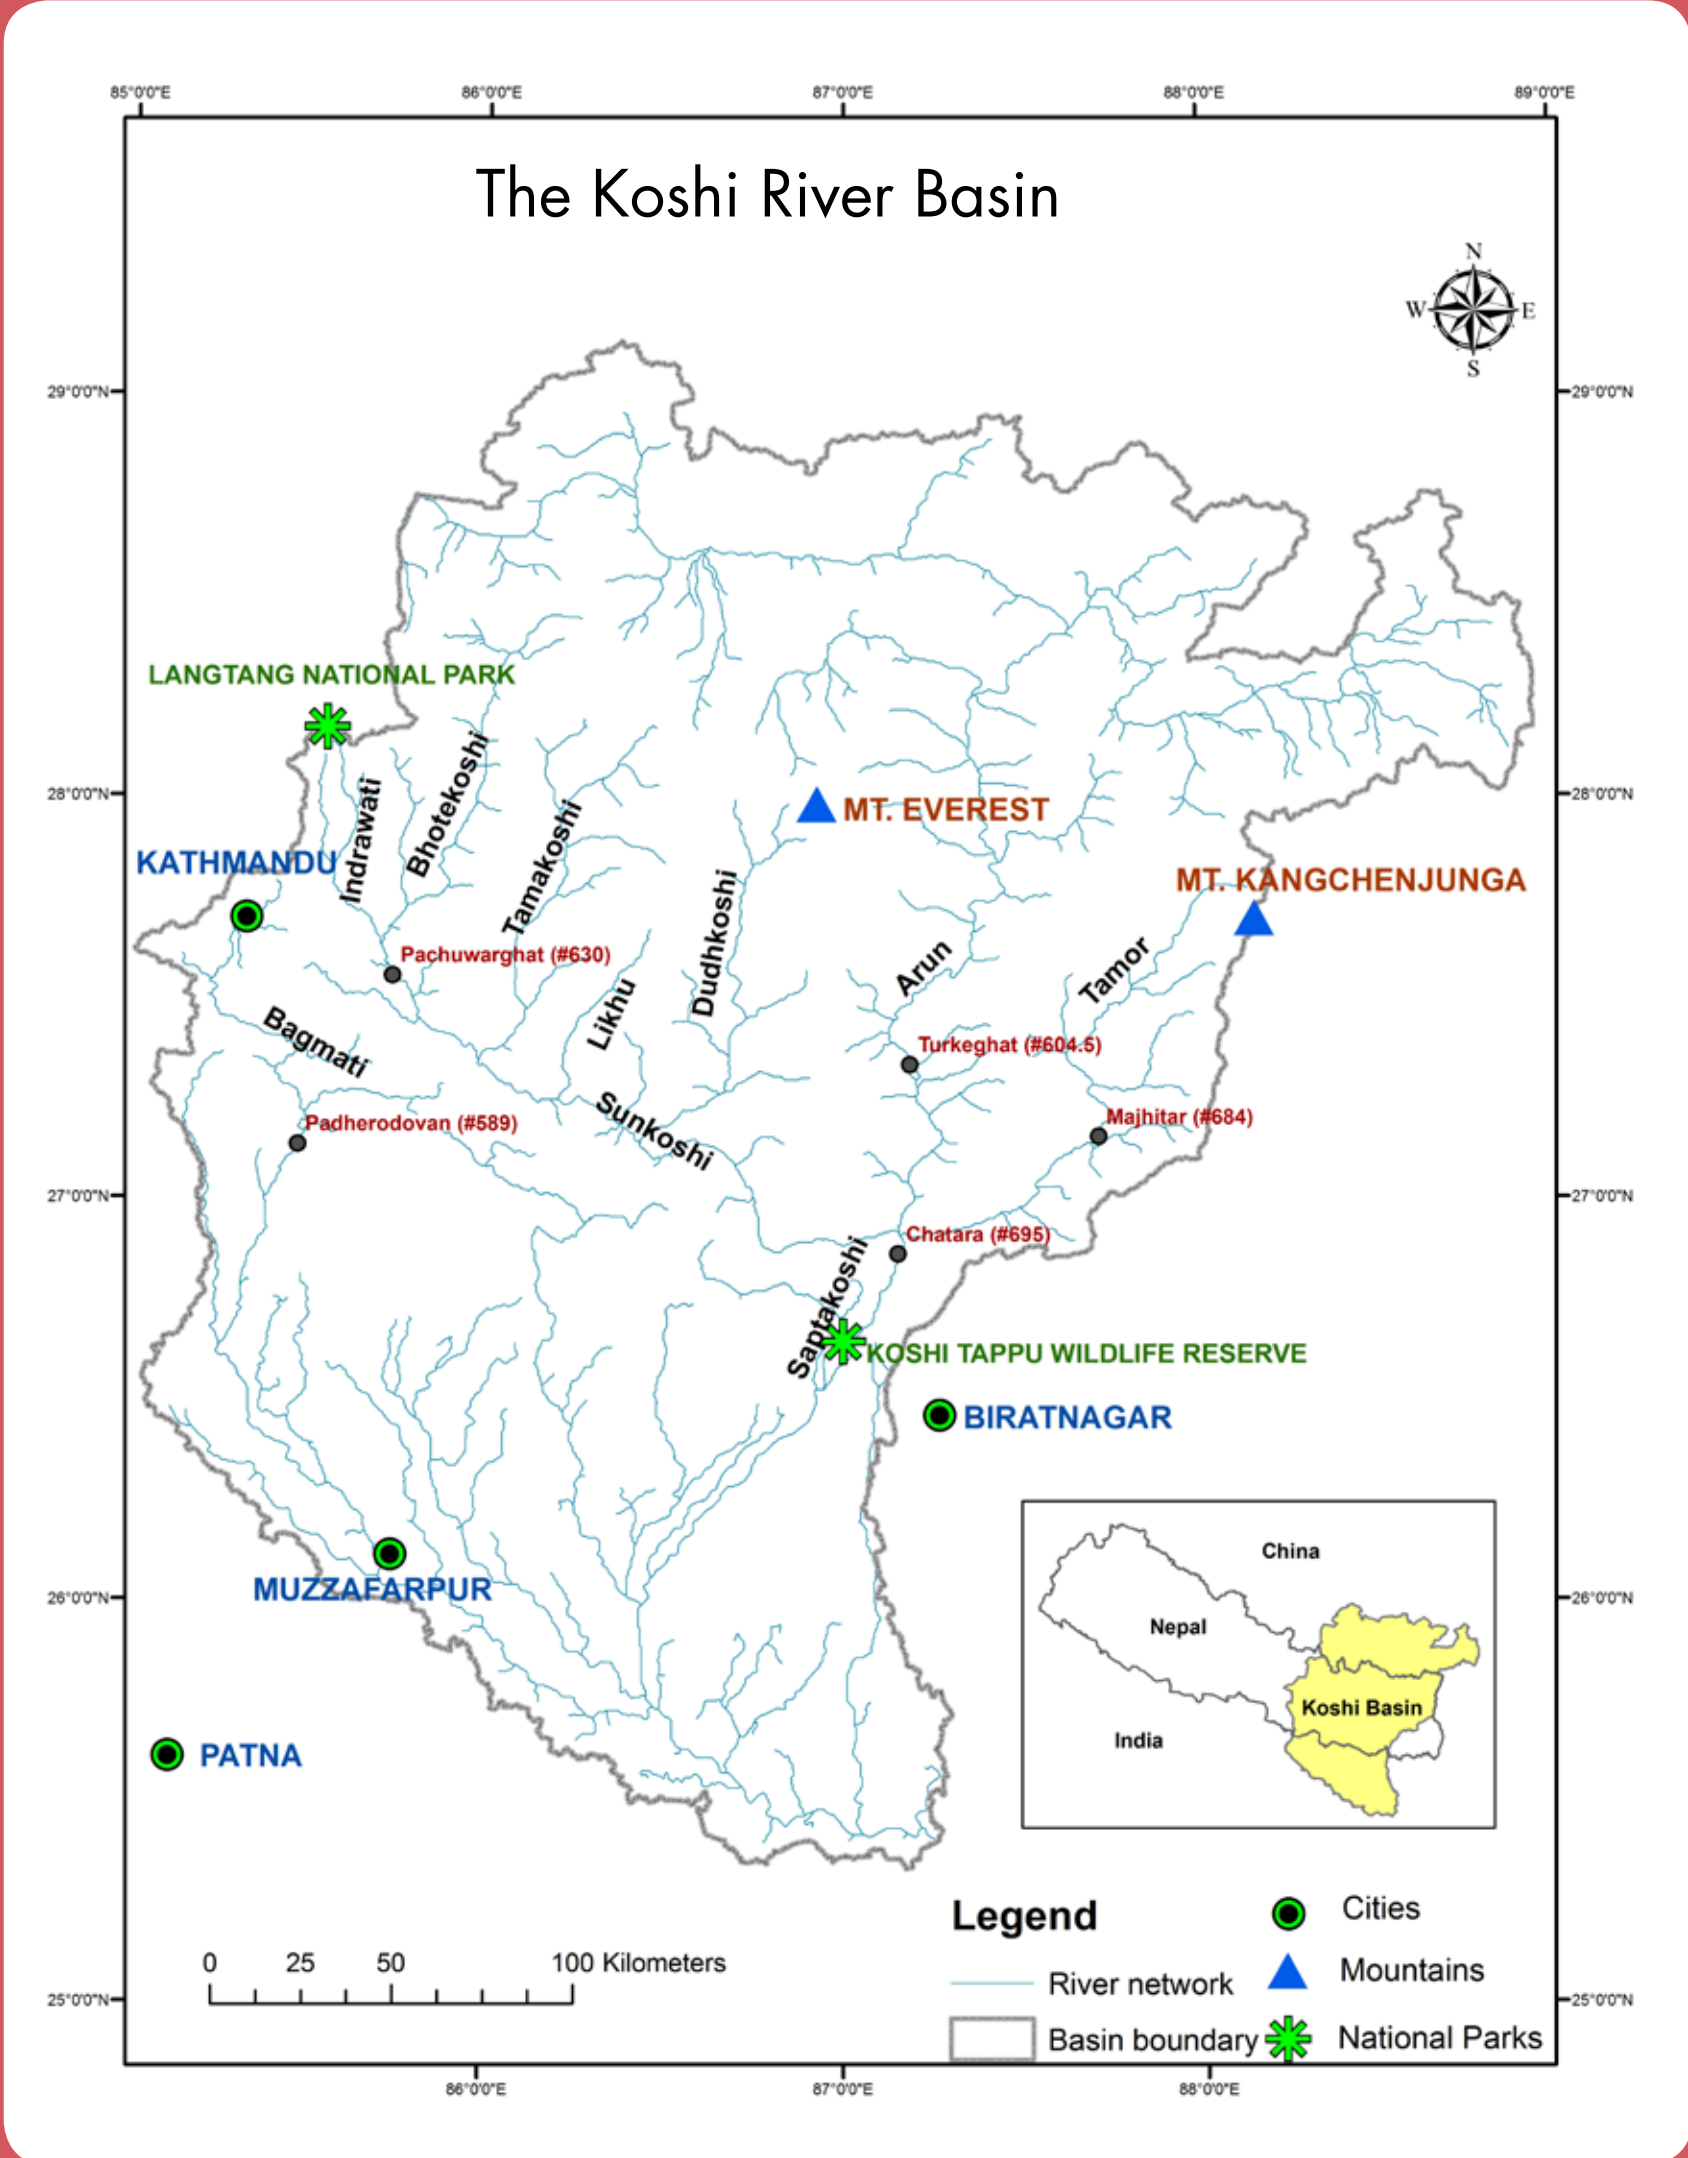 85°0'0"E
86°0'0"E
87°0'0"E
88°0'0"E
89°0'0"E
The Koshi River Basin
N
W
E
S
29°0'0"N
29°0'0"N
LANGTANG NATIONAL PARK
28°0'0"N
28°0'0"N
Indrawati
Bhotekoshi
Tamakoshi
MT. EVEREST
KATHMANDU
MT. KANGCHENJUNGA
Dudhkoshi
Pachuwarghat (#630)
Likhu
Arun
Tamor
Bagmati
Turkeghat (#604.5)
Sunkoshi
Padherodovan (#589)
Majhitar (#684)
27°0'0"N
27°0'0"N
Chatara (#695)
Saptakoshi
KOSHI TAPPU WILDLIFE RESERVE
BIRATNAGAR
MUZZAFARPUR
26°0'0"N
26°0'0"N
China
Nepal
Koshi Basin
India
PATNA
Legend
Cities
River network
Mountains
Basin boundary
National Parks
0
25
50
100 Kilometers
25°0'0"N
25°0'0"N
86°0'0"E
87°0'0"E
88°0'0"E